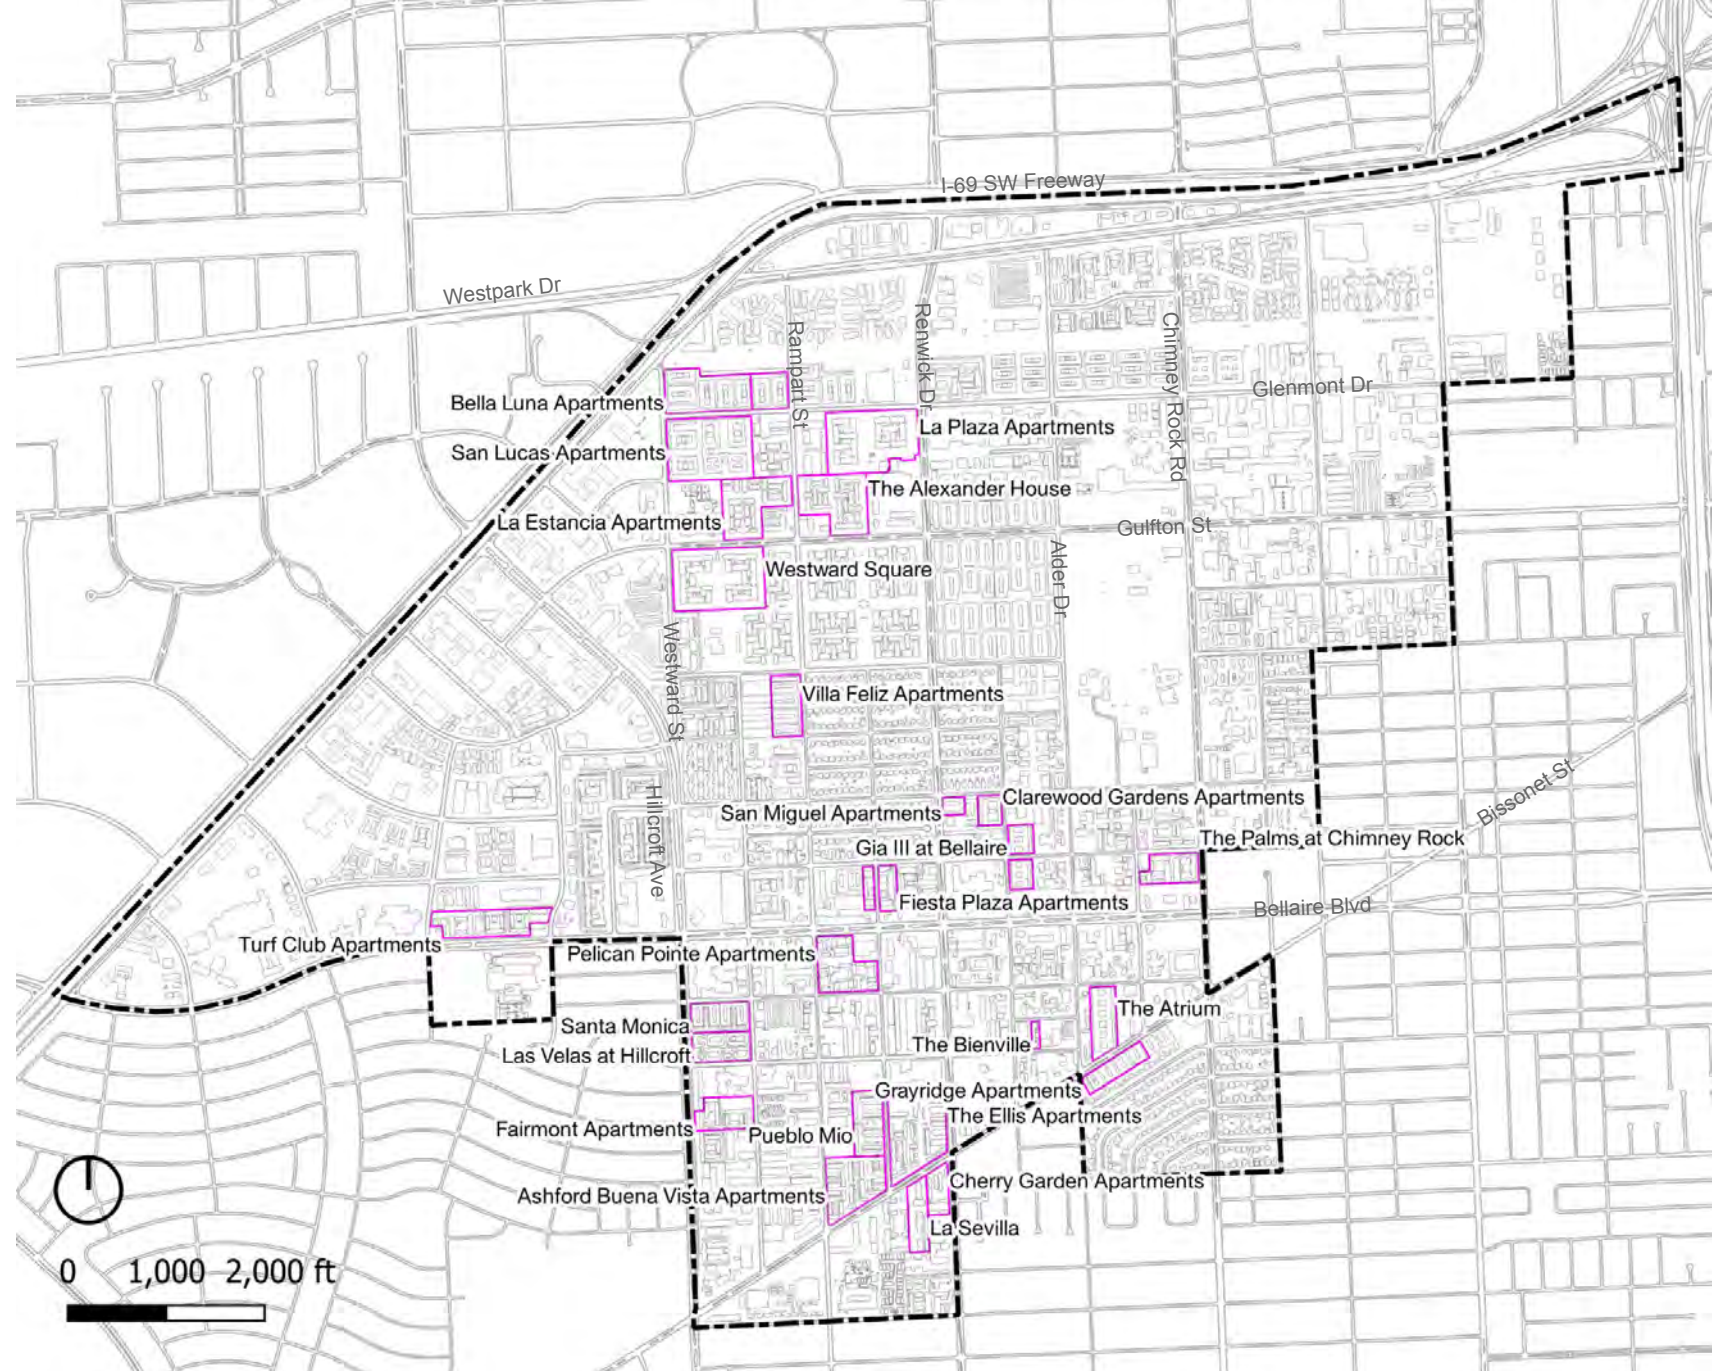 I-69 SW Freeway
Westpark Dr
Rampart St
Renwick Dr
Chimney Rock Rd
Glenmont Dr
Bella Luna Apartments
La Plaza Apartments
San Lucas Apartments
The Alexander House
La Estancia Apartments
Gulfton St
Alder Dr
Westward Square
Westward St
Villa Feliz Apartments
Hillcroft Ave
Clarewood Gardens Apartments
San Miguel Apartments
Bissonet St
The Palms at Chimney Rock
Gia III at Bellaire
Fiesta Plaza Apartments
Bellaire Blvd
Turf Club Apartments
Pelican Pointe Apartments
The Atrium
Santa Monica
The Bienville
Las Velas at Hillcroft
Grayridge Apartments
The Ellis Apartments
Fairmont Apartments
Pueblo Mio
Cherry Garden Apartments
Ashford Buena Vista Apartments
La Sevilla
0 1,000 2,000 ft